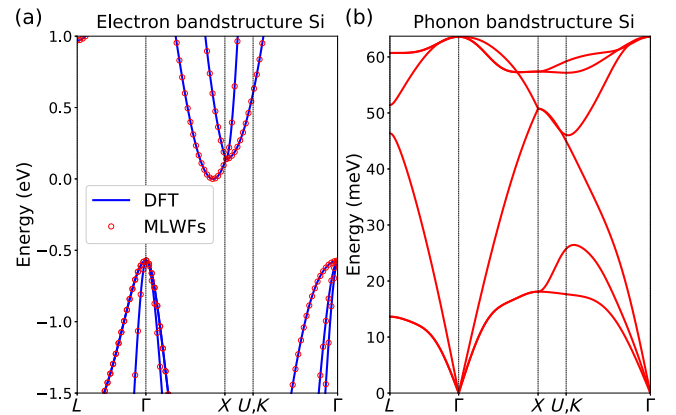 (a) Electron bandstructure Si
Energy (eV)
1.0
0.5
0.0
−0.5
−1.0
−1.5
DFT
MLWFs
L Γ X U,K Γ
(b) Phonon bandstructure Si
Energy (meV)
60
50
40
30
20
10
0
L Γ X U,K Γ